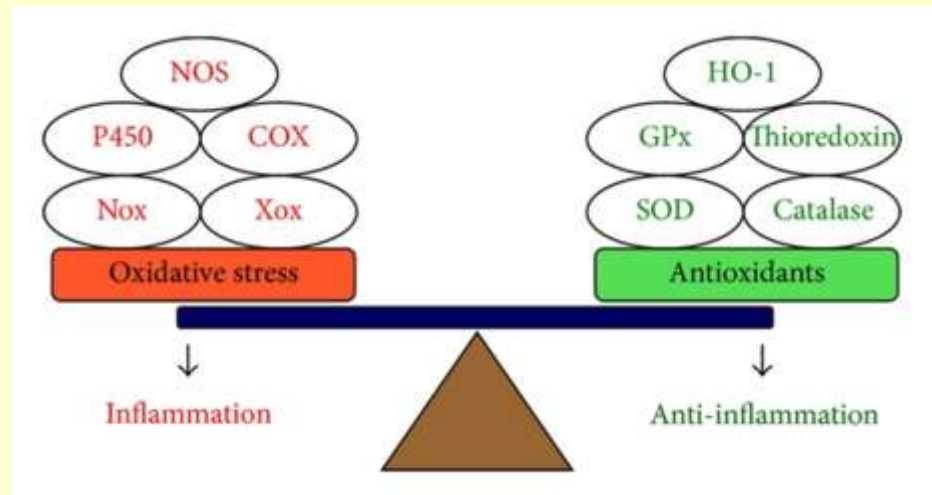 NOS
HO-1
P450
COX
GPx
Thioredoxin
Nox
Xox
SOD
Catalase
Oxidative stress
Antioxidants
Inflammation
Anti-inflammation